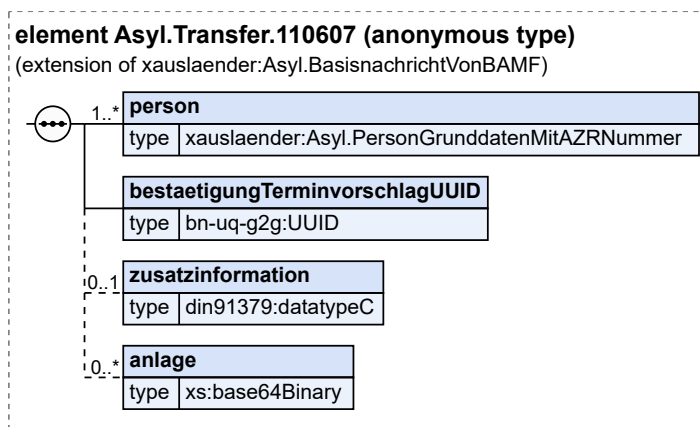 element Asyl.Transfer.110607 (anonymous type)
(extension of xauslaender:Asyl.BasisnachrichtVonBAMF)
1..* person
type xauslaender:Asyl.PersonGrunddatenMitAZRNummer
bestaetigungTerminvorschlagUUID
type bn-uq-g2g:UUID
0..1 zusatzinformation
type din91379:datatypeC
0..* anlage
type xs:base64Binary